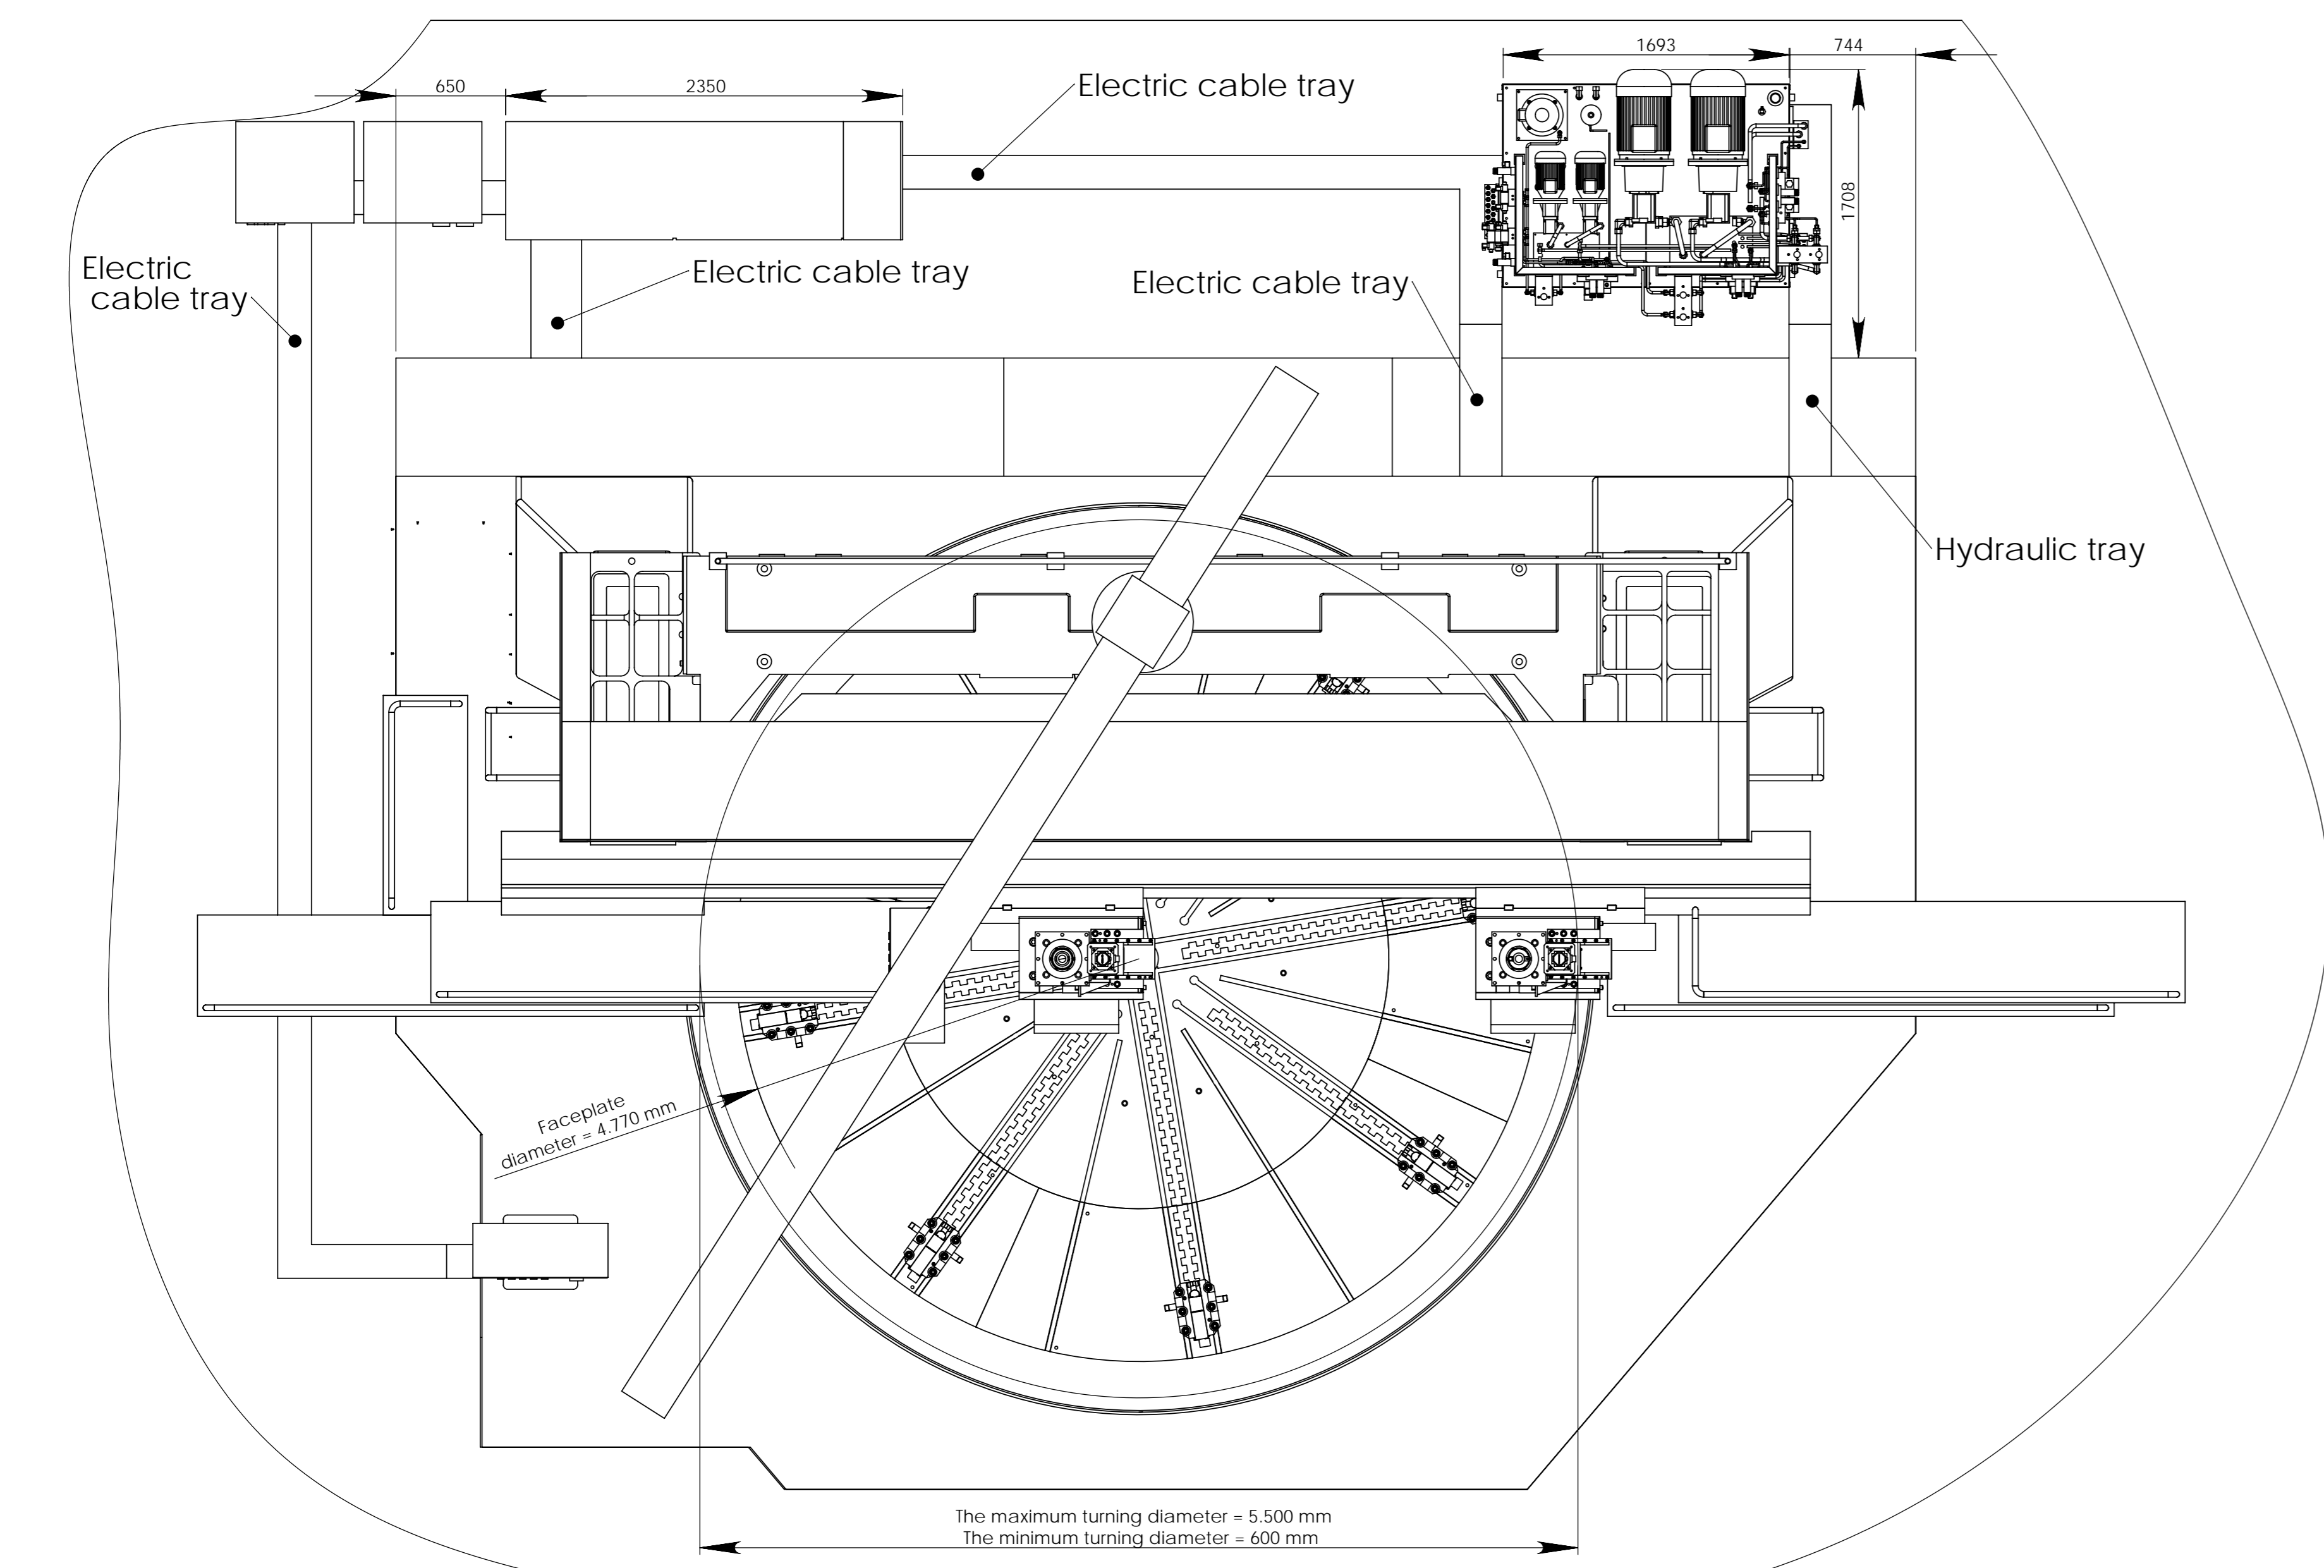 1693
744
650
2350
Electric cable tray
1708
Electric
cable tray
Electric cable tray
Electric cable tray
Hydraulic tray
Faceplate
diameter = 4.770 mm
The maximum turning diameter = 5.500 mm
The minimum turning diameter = 600 mm